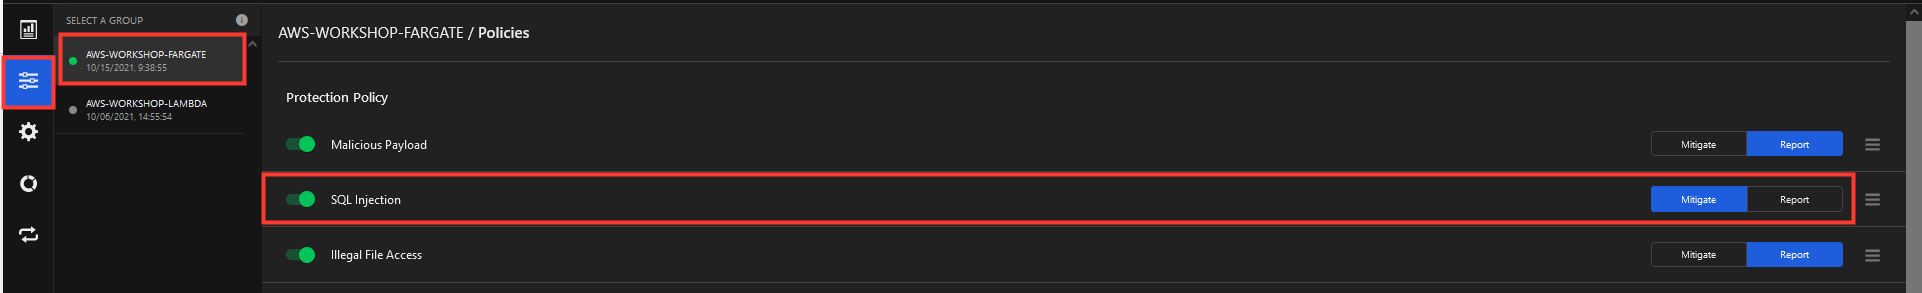 SELECT A GROUP
AWS-WORKSHOP-FARGATE
10/15/2021, 9:38:55
AWS-WORKSHOP-LAMBDA
10/06/2021, 14:55:54
AWS-WORKSHOP-FARGATE / Policies
Protection Policy
Malicious Payload Mitigate Report
SQL Injection Mitigate Report
Illegal File Access Mitigate Report